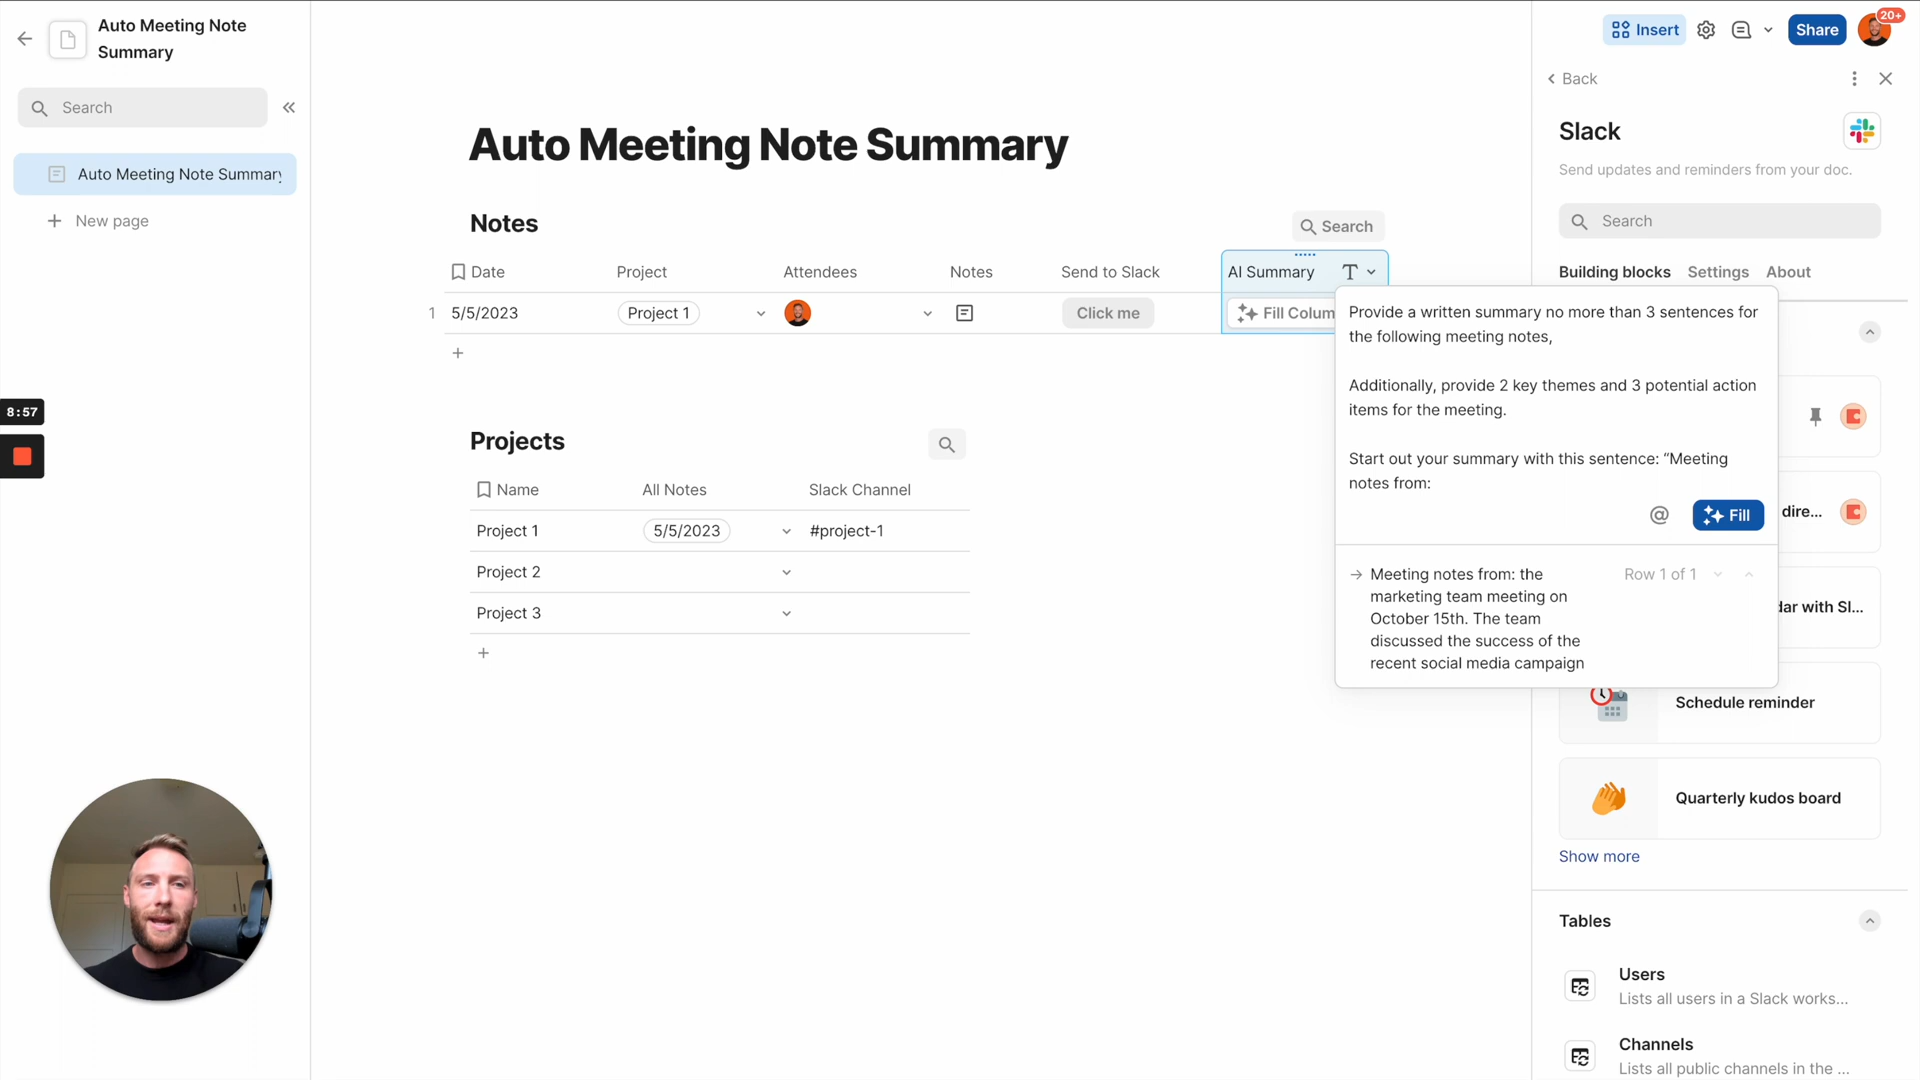 Auto Meeting Note
Summary
Search
Auto Meeting Note Summary
New page
8:57
Auto Meeting Note Summary
Notes
Search
Date
Project
Attendees
Notes
Send to Slack
AI Summary
1
5/5/2023
Project 1
Click me
Fill Colum
Projects
Name
All Notes
Slack Channel
Project 1
5/5/2023
#project-1
Project 2
Project 3
Provide a written summary no more than 3 sentences for
the following meeting notes,
Additionally, provide 2 key themes and 3 potential action
items for the meeting.
Start out your summary with this sentence: “Meeting
notes from:
@
Fill
Meeting notes from: the
marketing team meeting on
October 15th. The team
discussed the success of the
recent social media campaign
Row 1 of 1
Insert
Share
20+
Back
Slack
Send updates and reminders from your doc.
Search
Building blocks
Settings
About
dire...
dar with Sl...
Schedule reminder
Quarterly kudos board
Show more
Tables
Users
Lists all users in a Slack works...
Channels
Lists all public channels in the ...